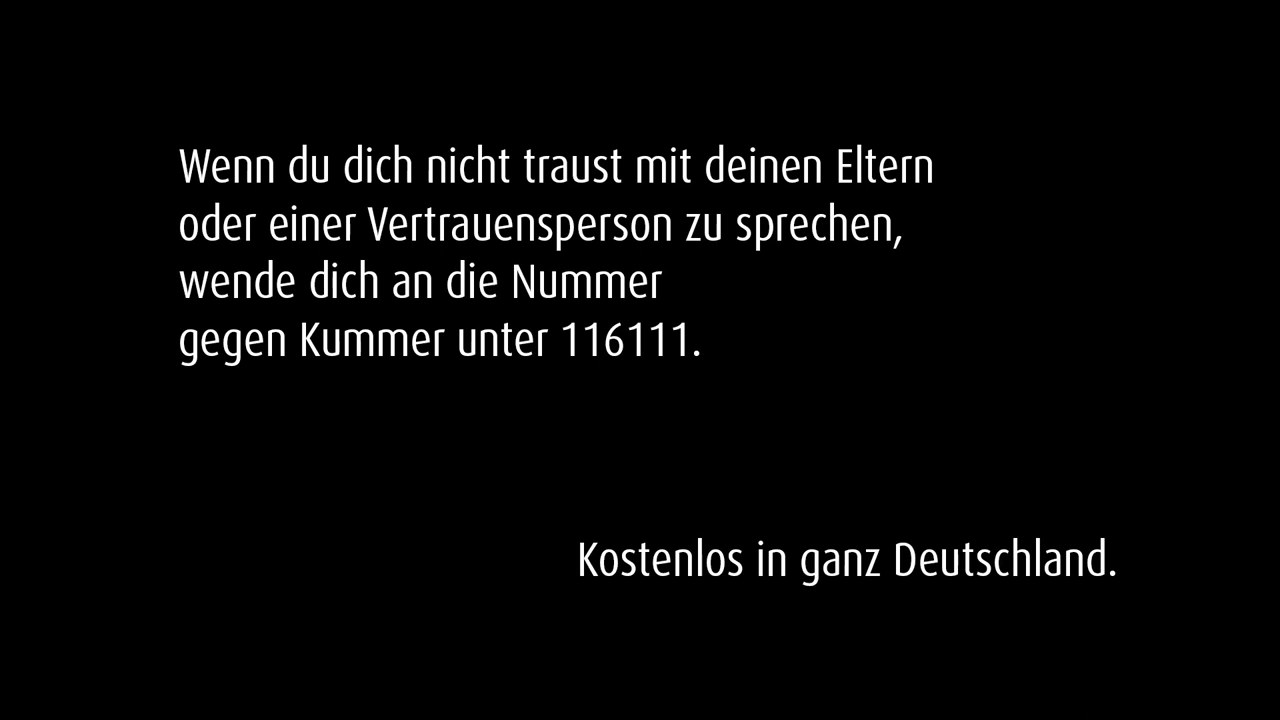 Wenn du dich nicht traust mit deinen Eltern
oder einer Vertrauensperson zu sprechen,
wende dich an die Nummer
gegen Kummer unter 116111.
Kostenlos in ganz Deutschland.